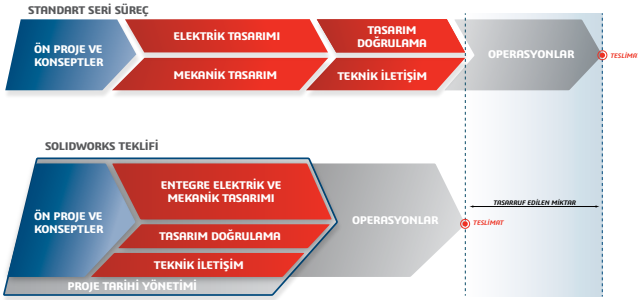 STANDART SERİ SÜREÇ
ÖN PROJE VE
KONSEPTLER
ELEKTRİK TASARIMI
MEKANİK TASARIM
TASARIM
DOĞRULAMA
TEKNİK İLETİŞİM
OPERASYONLAR
TESLİMA
SOLIDWORKS TEKLİFİ
ÖN PROJE VE
KONSEPTLER
ENTEGRE ELEKTRİK VE
MEKANİK TASARIMI
TASARIM DOĞRULAMA
TEKNİK İLETİŞİM
PROJE TARİHİ YÖNETİMİ
OPERASYONLAR
TESLİMAT
TASARRUF EDİLEN MİKTAR